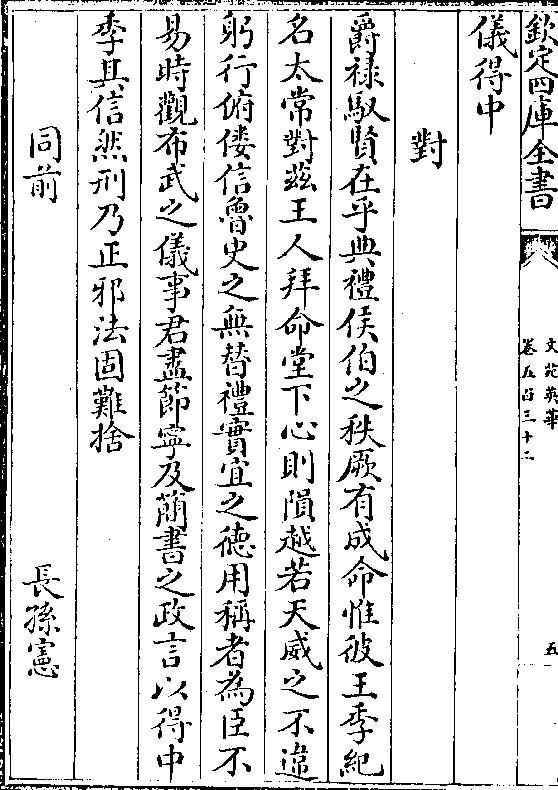 欽定四庫全書
文苑英華
卷五百三十二
五
儀得中
對
爵祿馭賢在乎典禮侯伯之秩厥有成命惟彼王季紀
名太常對茲王人拜命堂下心則隕越若天威之不違
躬行俯僂信魯史之無替禮實宜之德用稱者為臣不
易時觀布武之儀事君盡節寧及蕳書之政言以得中
季其信然刑乃正邪法固難捨
同前
長孫憲